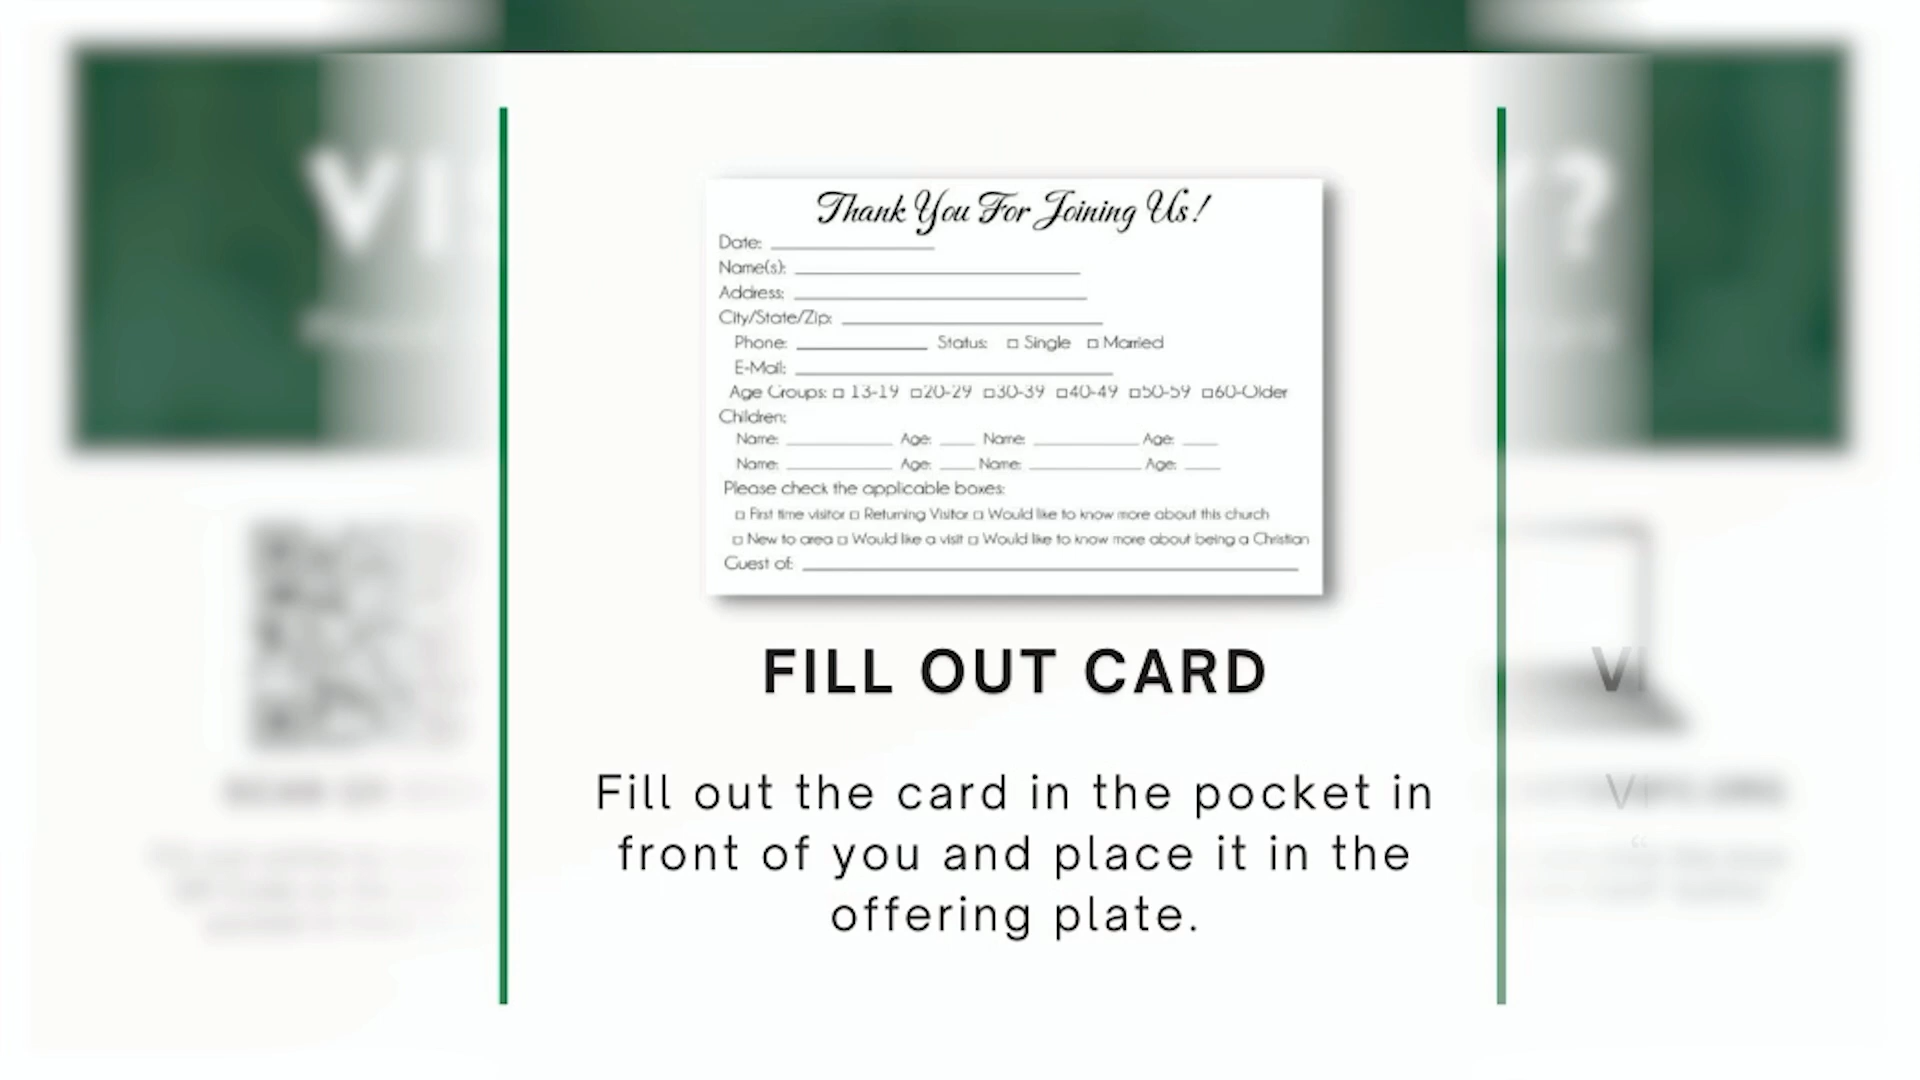 Thank You For Joining Us!
Date:
Name(s):
Address:
City/State/Zip:
Phone: Status: Single Married
E-Mail:
Age Groups: 13-19 20-29 30-39 40-49 50-59 60-Older
Children:
Name: Age: Name: Age:
Name: Age: Name: Age:
Please check the applicable boxes:
First time visitor Returning Visitor Would like to know more about this church
New to area Would like a visit Would like to know more about being a Christian
Guest of:
FILL OUT CARD
Fill out the card in the pocket in
front of you and place it in the
offering plate.